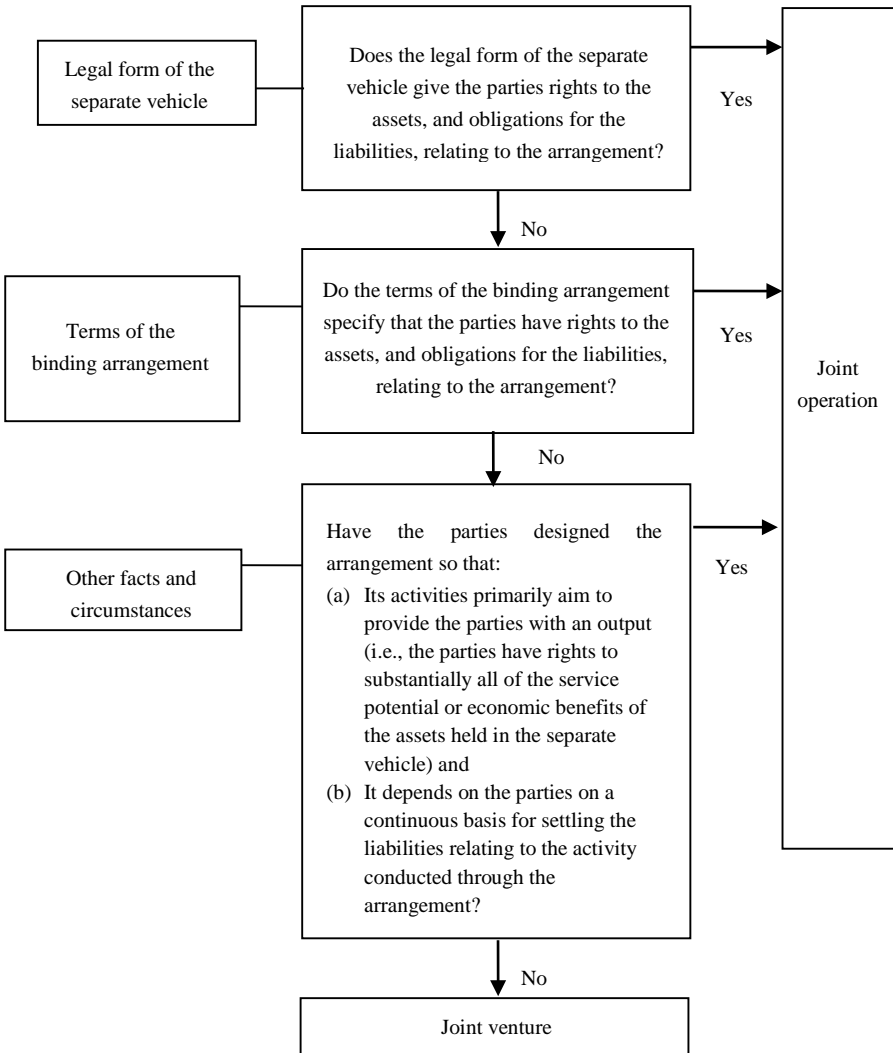 Legal form of the
separate vehicle
Does the legal form of the separate
vehicle give the parties rights to the
assets, and obligations for the
liabilities, relating to the arrangement?
Yes
No
Terms of the
binding arrangement
Do the terms of the binding arrangement
specify that the parties have rights to the
assets, and obligations for the liabilities,
relating to the arrangement?
Yes
Joint
operation
No
Other facts and
circumstances
Have the parties designed the
arrangement so that:
(a) Its activities primarily aim to
provide the parties with an output
(i.e., the parties have rights to
substantially all of the service
potential or economic benefits of
the assets held in the separate
vehicle) and
(b) It depends on the parties on a
continuous basis for settling the
liabilities relating to the activity
conducted through the
arrangement?
Yes
No
Joint venture